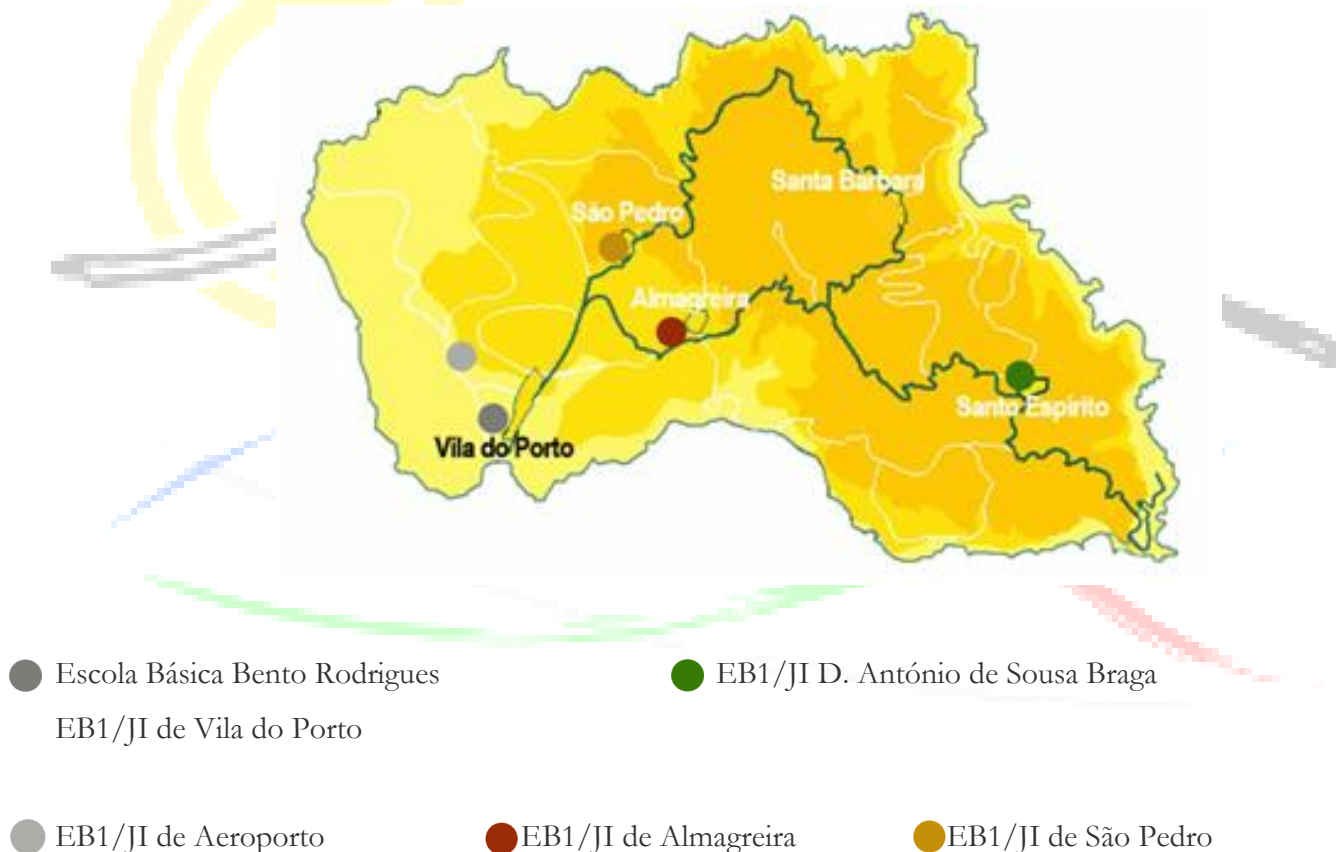 Santa Bárbara
São Pedro
Almagreira
Santo Espírito
Vila do Porto
Escola Básica Bento Rodrigues
EB1/JI D. António de Sousa Braga
EB1/JI de Vila do Porto
EB1/JI de Aeroporto
EB1/JI de Almagreira
EB1/JI de São Pedro